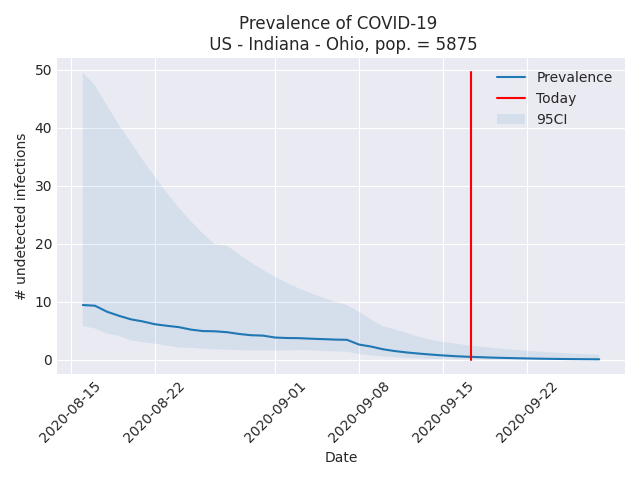 Prevalence of COVID-19
US - Indiana - Ohio, pop. = 5875
50
40
30
20
10
0
# undetected infections
Prevalence
Today
95CI
2020-08-15
2020-08-22
2020-09-01
2020-09-08
2020-09-15
2020-09-22
Date